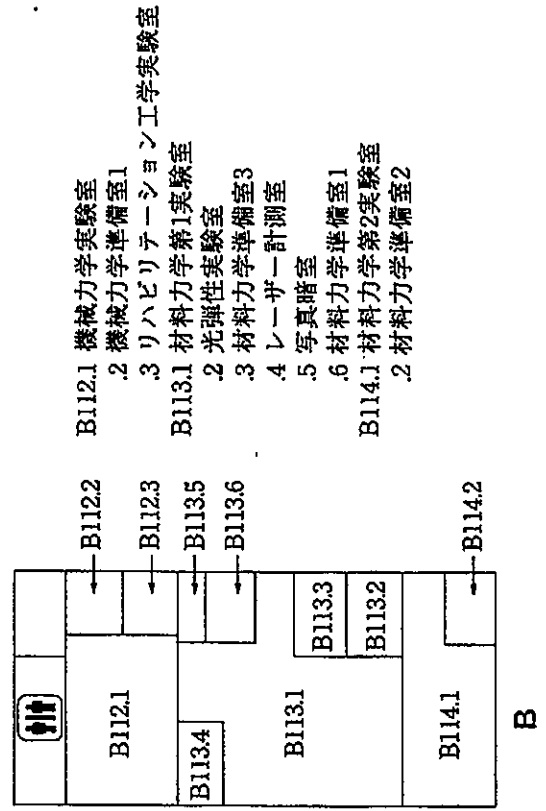 B112.1 機械力学実験室
.2 機械力学準備室1
.3 リハビリテーション工学実験室
B113.1 材料力学第1実験室
.2 光弾性実験室
.3 材料力学準備室3
.4 レーザー計測室
.5 写真暗室
.6 材料力学準備室1
B114.1 材料力学第2実験室
.2 材料力学準備室2
B112.2
B112.1
B112.3
B113.5
B113.4
B113.6
B113.1
B113.3
B113.2
B114.2
B114.1
B